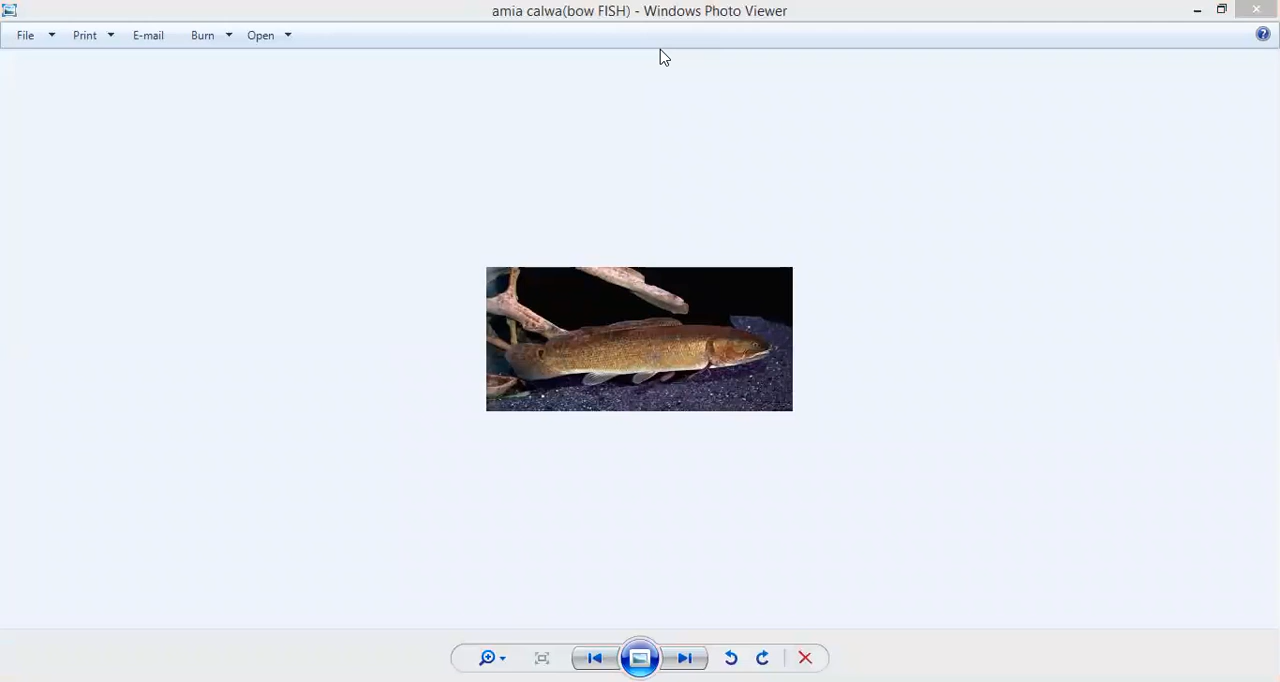 amia calwa(bow FISH) - Windows Photo Viewer
File Print E-mail Burn Open ?